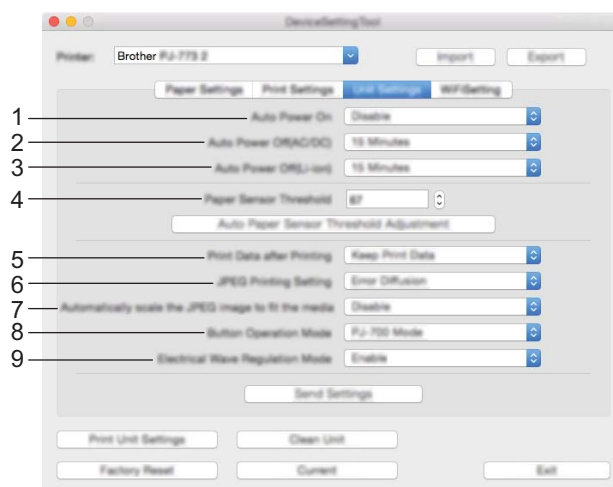 DeviceSettingTool
Printer: Brother PJ-773 2
Import Export
Paper Settings Print Settings Unit Settings WiFiSetting
1 Auto Power On Disable
2 Auto Power Off(AC/DC) 15 Minutes
3 Auto Power Off(Li-ion) 15 Minutes
4 Paper Sensor Threshold 87
Auto Paper Sensor Threshold Adjustment
5 Print Data after Printing Keep Print Data
6 JPEG Printing Setting Error Diffusion
7 Automatically scale the JPEG image to fit the media Disable
8 Button Operation Mode PJ-700 Mode
9 Electrical Wave Regulation Mode Enable
Send Settings
Print Unit Settings Clean Unit
Factory Reset Current Exit